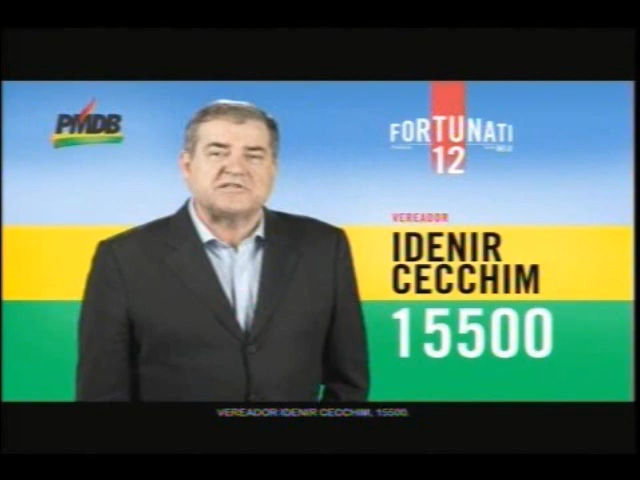 PMDB
FORTUNATI
12
VEREADOR
IDENIR
CECCHIM
15500
VEREADOR IDENIR CECCHIM, 15500.